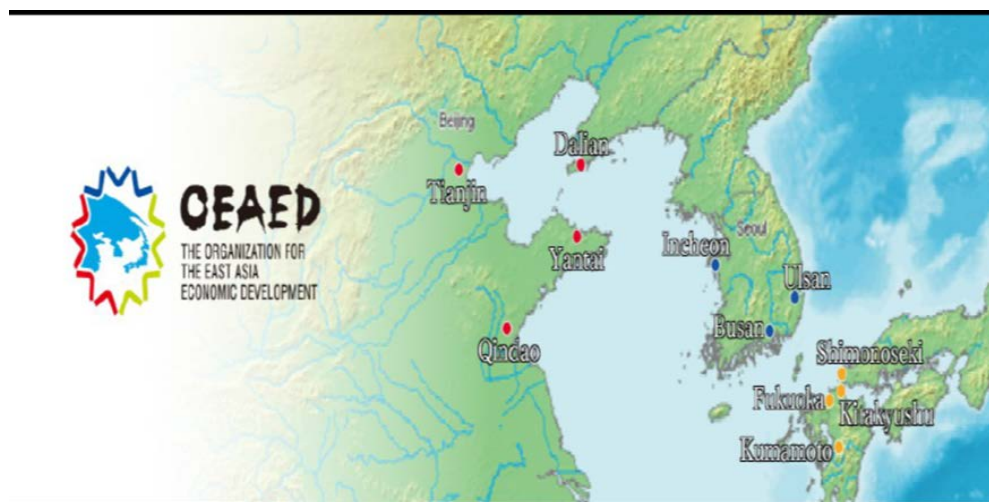 OEAED
THE ORGANIZATION FOR
THE EAST ASIA
ECONOMIC DEVELOPMENT
Beijing
Tianjin
Dalian
Yantai
Qindao
Incheon
Seoul
Ulsan
Busan
Shimonoseki
Fukuoka
Kitakyushu
Kumamoto